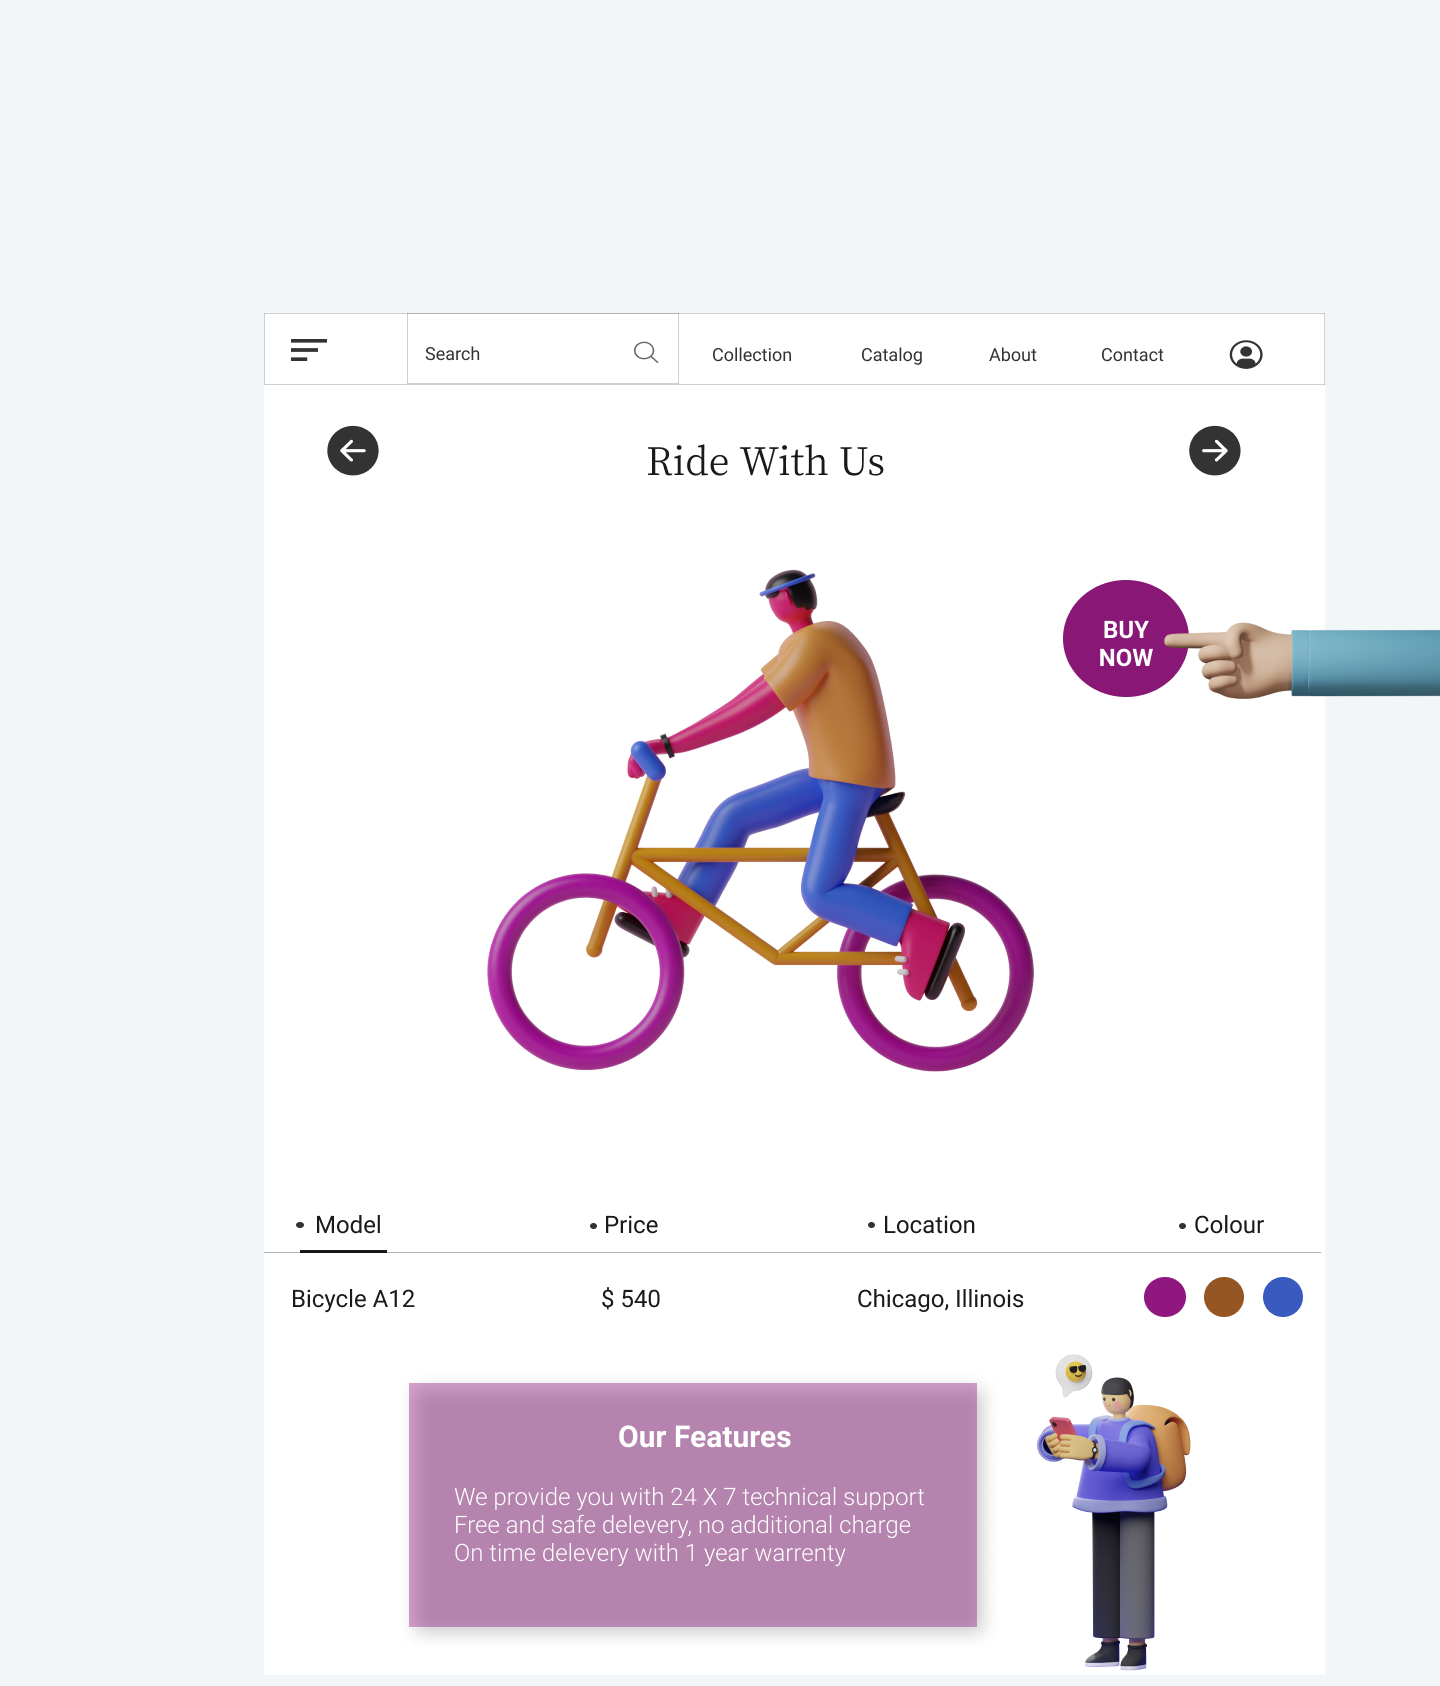 Search
Collection
Catalog
About
Contact
Ride With Us
BUY
NOW
• Model
• Price
• Location
• Colour
Bicycle A12
$ 540
Chicago, Illinois
Our Features
We provide you with 24 X 7 technical support
Free and safe delevery, no additional charge
On time delevery with 1 year warrenty